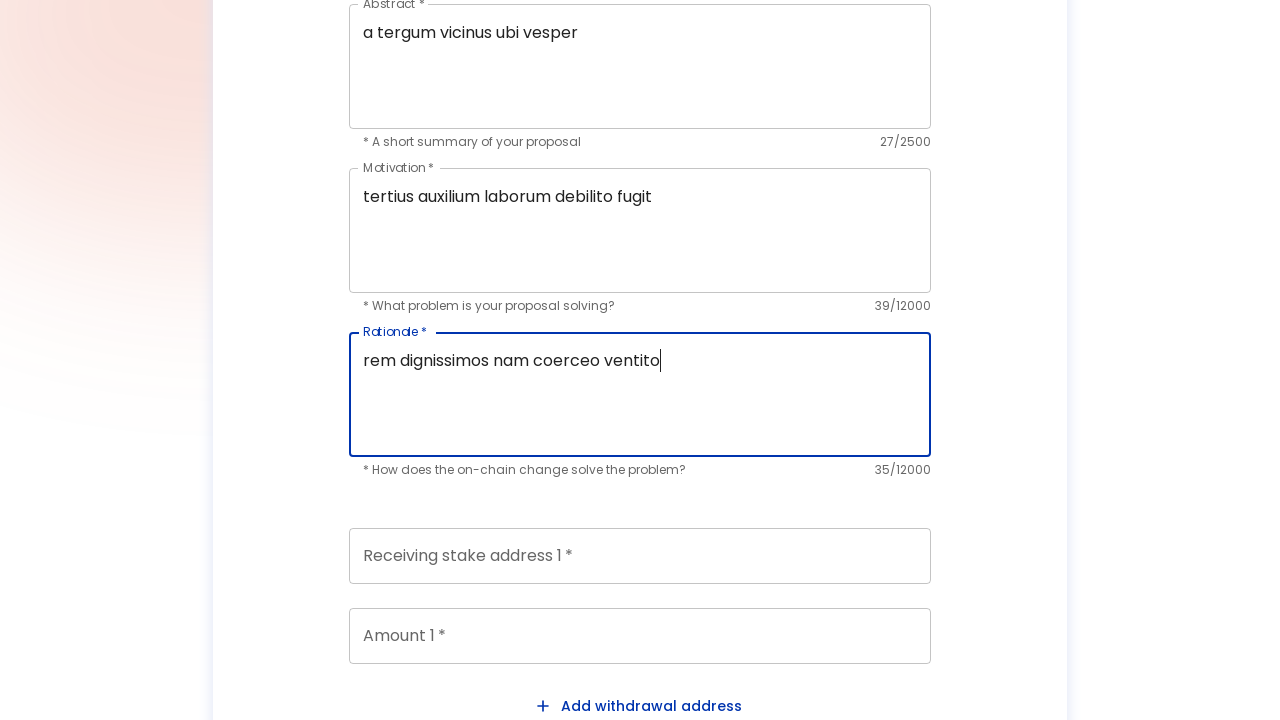 Abstract *
a tergum vicinus ubi vesper
* A short summary of your proposal 27/2500
Motivation *
tertius auxilium laborum debilito fugit
* What problem is your proposal solving? 39/12000
Rationale *
rem dignissimos nam coerceo ventito
* How does the on-chain change solve the problem? 35/12000
Receiving stake address 1 *
Amount 1 *
+ Add withdrawal address